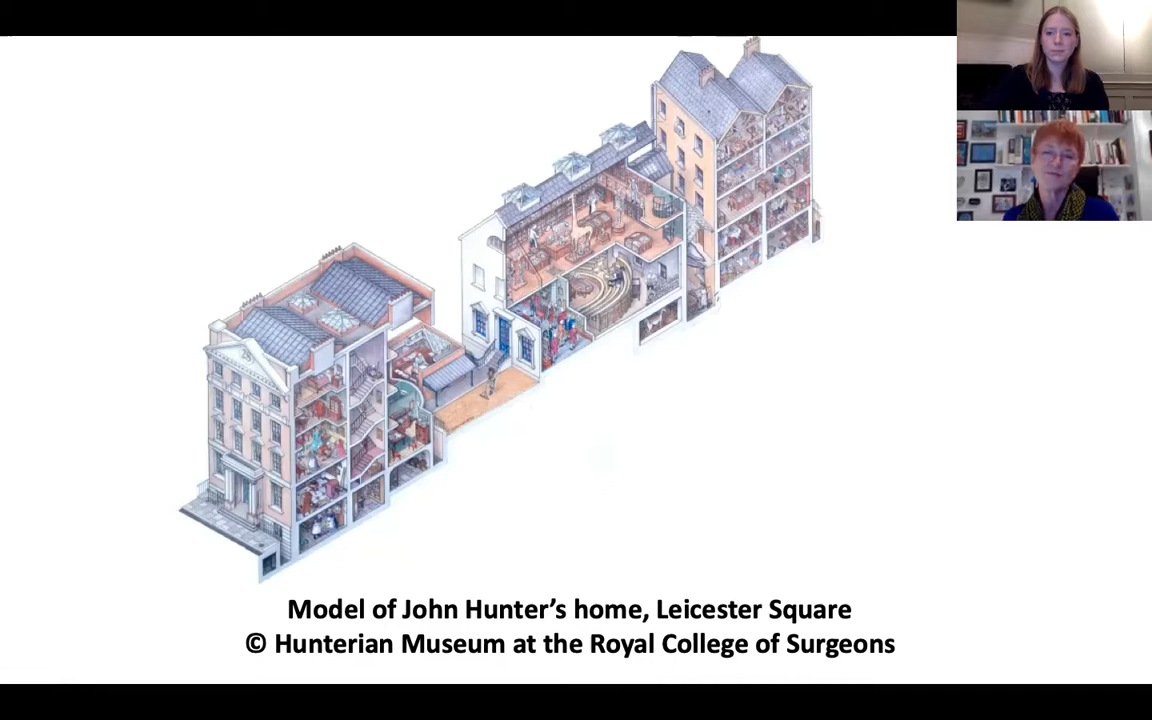 Model of John Hunter’s home, Leicester Square
© Hunterian Museum at the Royal College of Surgeons